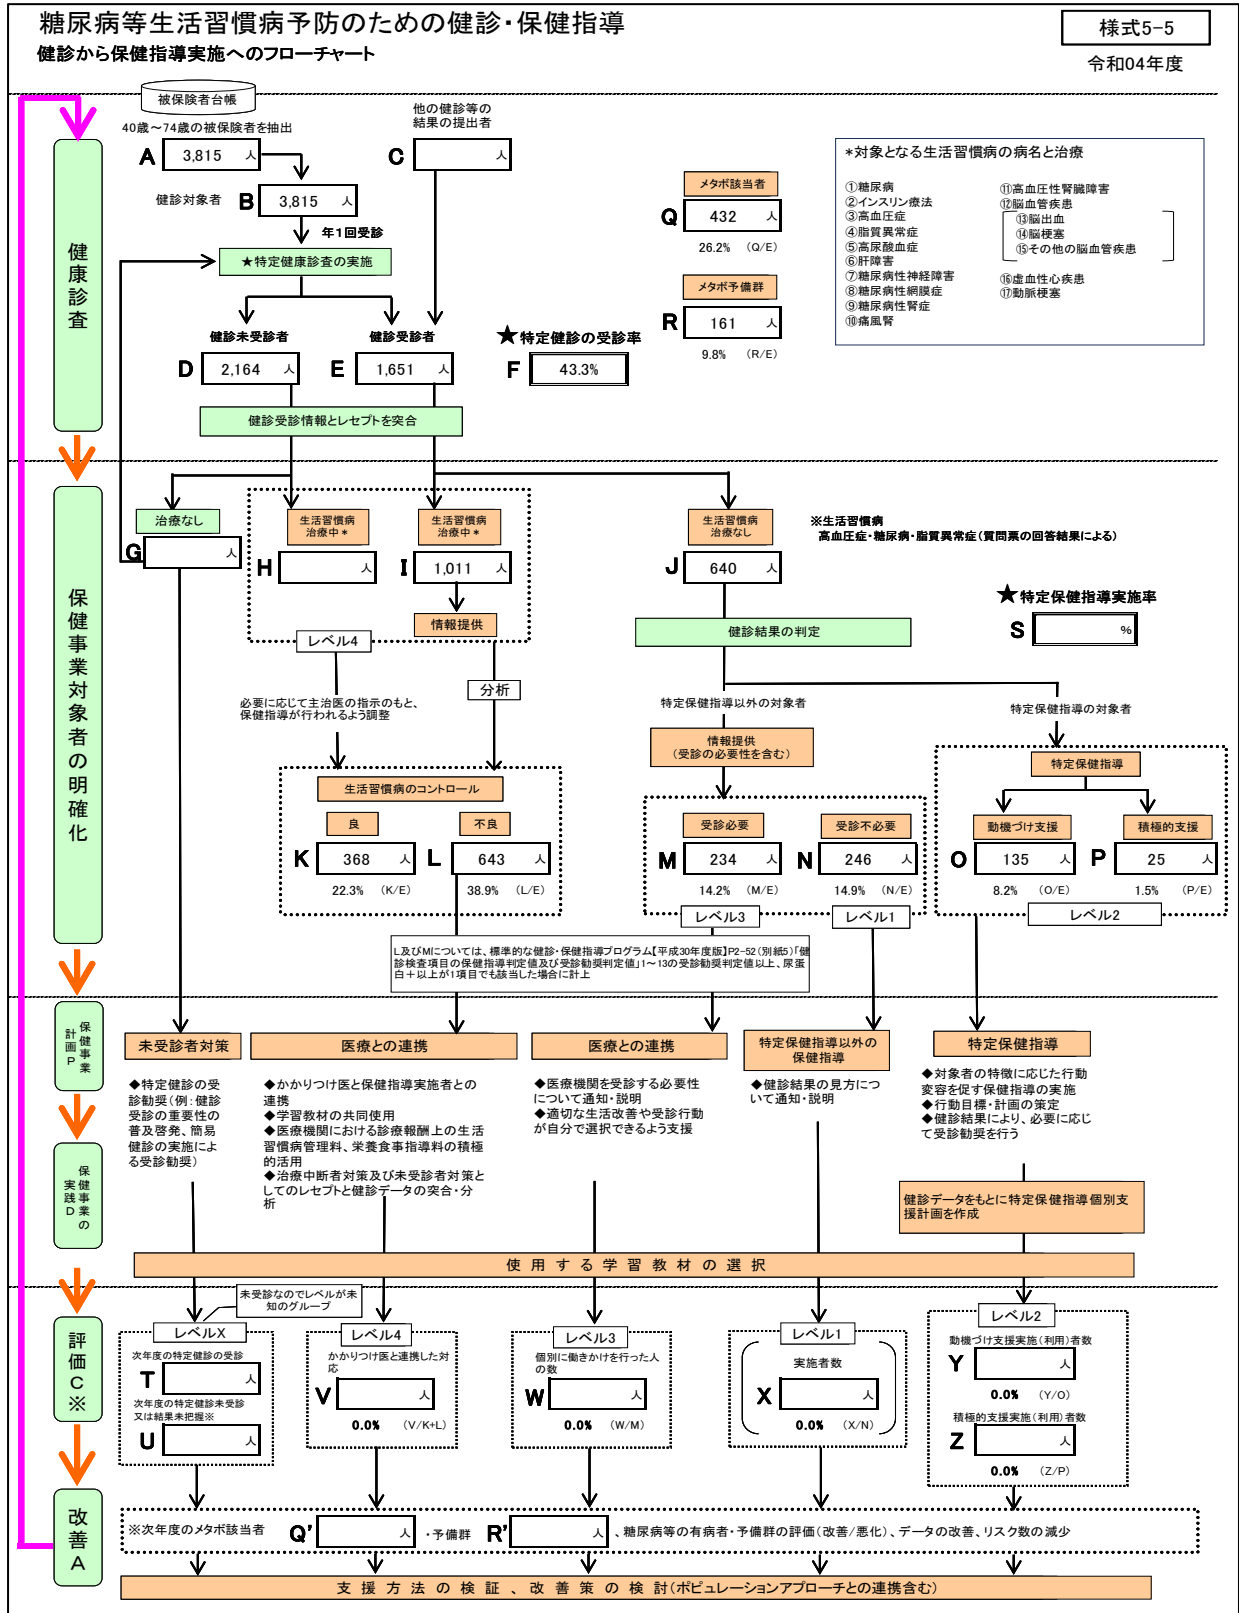 糖尿病等生活習慣病予防のための健診・保健指導
健診から保健指導実施へのフローチャート
様式5-5
令和04年度
被保険者台帳
40歳～74歳の被保険者を抽出
A 3,815 人
他の健診等の
結果の提出者
C 人
健診対象者 B 3,815 人
年1回受診
★特定健康診査の実施
健診未受診者
D 2,164 人
健診受診者
E 1,651 人
★特定健診の受診率
F 43.3%
健診受診情報とレセプトを突合
メタボ該当者
Q 432 人
26.2% (Q/E)
メタボ予備群
R 161 人
9.8% (R/E)
*対象となる生活習慣病の病名と治療
①糖尿病
②インスリン療法
③高血圧症
④脂質異常症
⑤高尿酸血症
⑥肝障害
⑦糖尿病性神経障害
⑧糖尿病性網膜症
⑨糖尿病性腎症
⑩痛風腎
⑪高血圧性腎臓障害
⑫脳血管疾患
⑬脳出血
⑭脳梗塞
⑮その他の脳血管疾患
⑯虚血性心疾患
⑰動脈梗塞
健康診査
治療なし
G 人
生活習慣病
治療中*
H 人
生活習慣病
治療中*
I 1,011 人
情報提供
レベル4
生活習慣病
治療なし
J 640 人
※生活習慣病
高血圧症・糖尿病・脂質異常症(質問票の回答結果による)
★特定保健指導実施率
S %
健診結果の判定
保健事業対象者の明確化
必要に応じて主治医の指示のもと、
保健指導が行われるよう調整
分析
特定保健指導以外の対象者
特定保健指導の対象者
情報提供
(受診の必要性を含む)
生活習慣病のコントロール
良
K 368 人
22.3% (K/E)
不良
L 643 人
38.9% (L/E)
受診必要
M 234 人
14.2% (M/E)
受診不必要
N 246 人
14.9% (N/E)
特定保健指導
動機づけ支援
O 135 人
8.2% (O/E)
積極的支援
P 25 人
1.5% (P/E)
レベル3
レベル1
レベル2
L及びMについては、標準的な健診・保健指導プログラム【平成30年度版】P2-52(別紙5)「健
診検査項目の保健指導判定値及び受診勧奨判定値」1～13の受診勧奨判定値以上、尿蛋
白+以上が1項目でも該当した場合に計上
保健事業
計画P
未受診者対策
◆特定健診の受
診勧奨(例:健診
受診の重要性の
普及啓発、簡易
健診の実施によ
る受診勧奨)
医療との連携
◆かかりつけ医と保健指導実施者との
連携
◆学習教材の共同使用
◆医療機関における診療報酬上の生活
習慣病管理料、栄養食事指導料の積極
的活用
◆治療中断者対策及び未受診者対策と
してのレセプトと健診データの突合・分
析
医療との連携
◆医療機関を受診する必要性
について通知・説明
◆適切な生活改善や受診行動
が自分で選択できるよう支援
特定保健指導以外の
保健指導
◆健診結果の見方につ
いて通知・説明
特定保健指導
◆対象者の特徴に応じた行動
変容を促す保健指導の実施
◆行動目標・計画の策定
◆健診結果により、必要に応じ
て受診勧奨を行う
保健事業の
実践D
健診データをもとに特定保健指導個別支
援計画を作成
使用する学習教材の選択
未受診なのでレベルが未
知のグループ
評価C※
レベルX
次年度の特定健診の受診
T 人
次年度の特定健診未受診
又は結果未把握※
U 人
レベル4
かかりつけ医と連携した対
応
V 人
0.0% (V/K+L)
レベル3
個別に働きかけを行った人
の数
W 人
0.0% (W/M)
レベル1
実施者数
X 人
0.0% (X/N)
レベル2
動機づけ支援実施(利用)者数
Y 人
0.0% (Y/O)
積極的支援実施(利用)者数
Z 人
0.0% (Z/P)
改善A
※次年度のメタボ該当者 Q' 人 ・予備群 R' 人 、糖尿病等の有病者・予備群の評価(改善/悪化)、データの改善、リスク数の減少
支援方法の検証、改善策の検討(ポピュレーションアプローチとの連携含む)